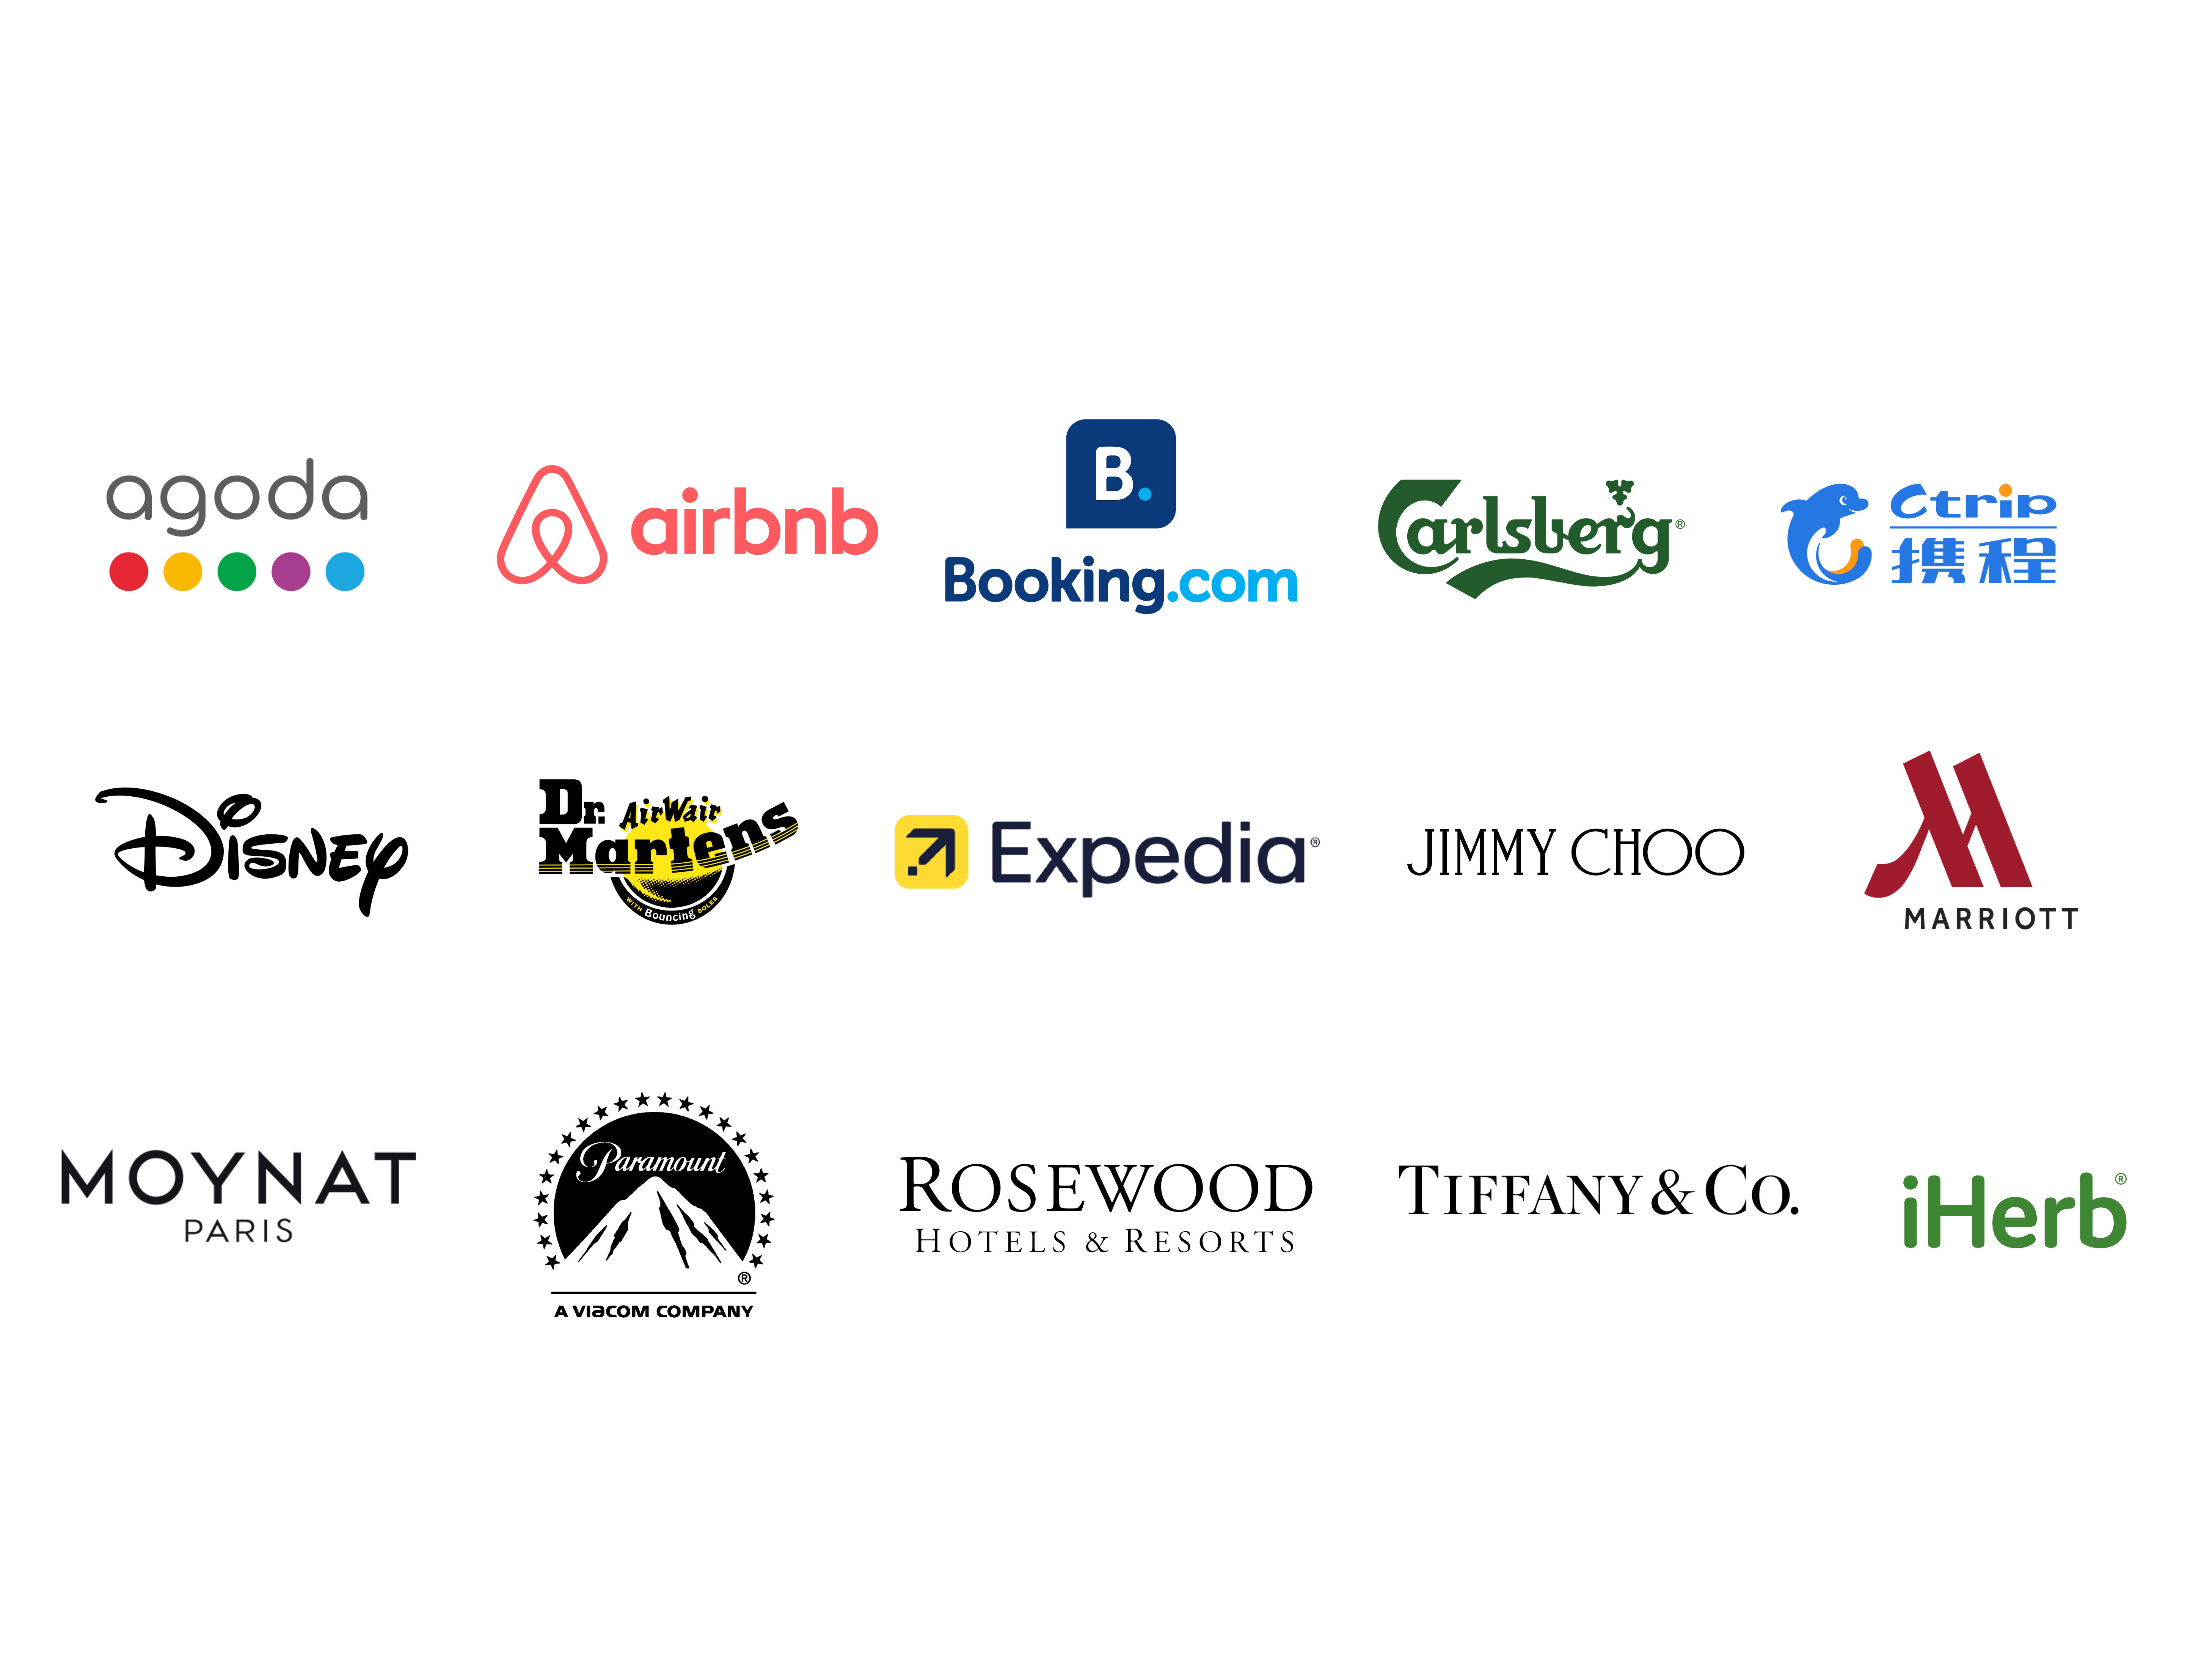 agoda
airbnb
B.
Booking.com
Carlsberg®
Ctrip
携程
Disney
Dr. AirWair
Martens
WITH Bouncing SOLES
Expedia®
JIMMY CHOO
MARRIOTT
MOYNAT
PARIS
Paramount
®
A VIACOM COMPANY
ROSEWOOD
HOTELS & RESORTS
TIFFANY & CO.
iHerb®